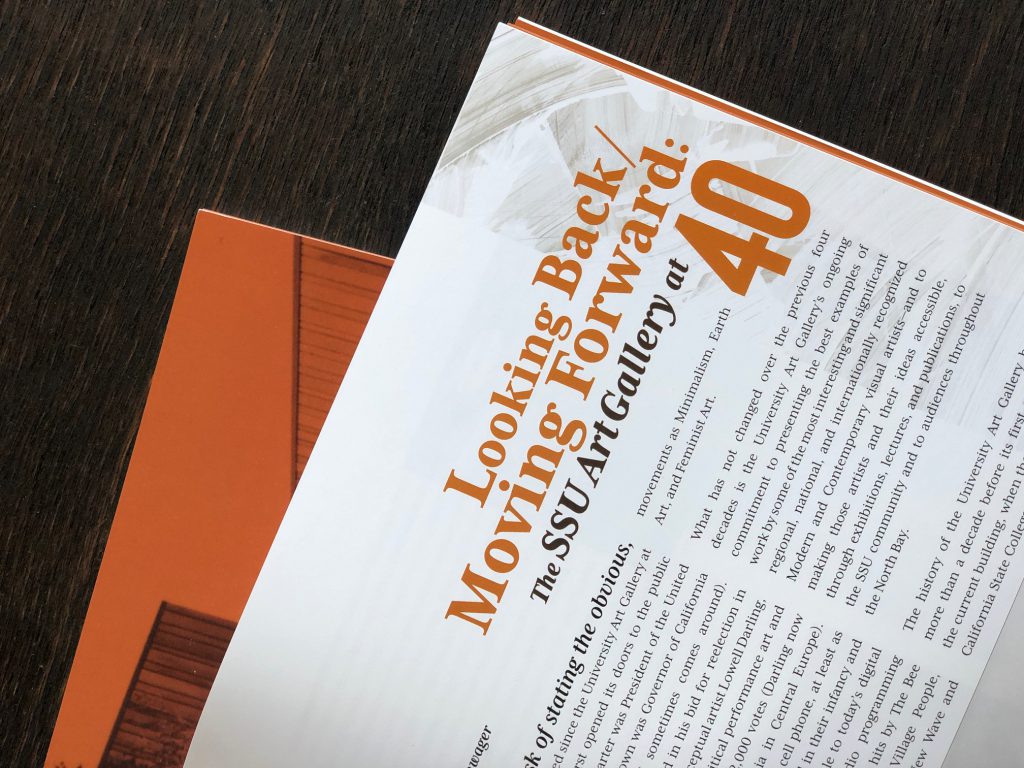 Looking Back /
Moving Forward:
The SSU Art Gallery at
40
wager
k of stating the obvious,
ed since the University Art Gallery at
rst opened its doors to the public
arter was President of the United
own was Governor of California
sometimes comes around).
d in his bid for reelection in
ceptual artist Lowell Darling,
tical performance art and
,000 votes (Darling now
ia in Central Europe).
cell phone, at least as
in their infancy and
le to today's digital
dio programming
hits by The Bee
Village People,
ew Wave and
movements as Minimalism, Earth
Art, and Feminist Art.
What has not changed over the previous four
decades is the University Art Gallery's ongoing
commitment to presenting the best examples of
work by some of the most interesting and significant
regional, national, and internationally recognized
Modern and Contemporary visual artists–and to
making those artists and their ideas accessible,
through exhibitions, lectures, and publications to
the SSU community and to audiences throughout
the North Bay.
The history of the University Art Gallery b
more than a decade before its first
the current building, when the
California State Colleg